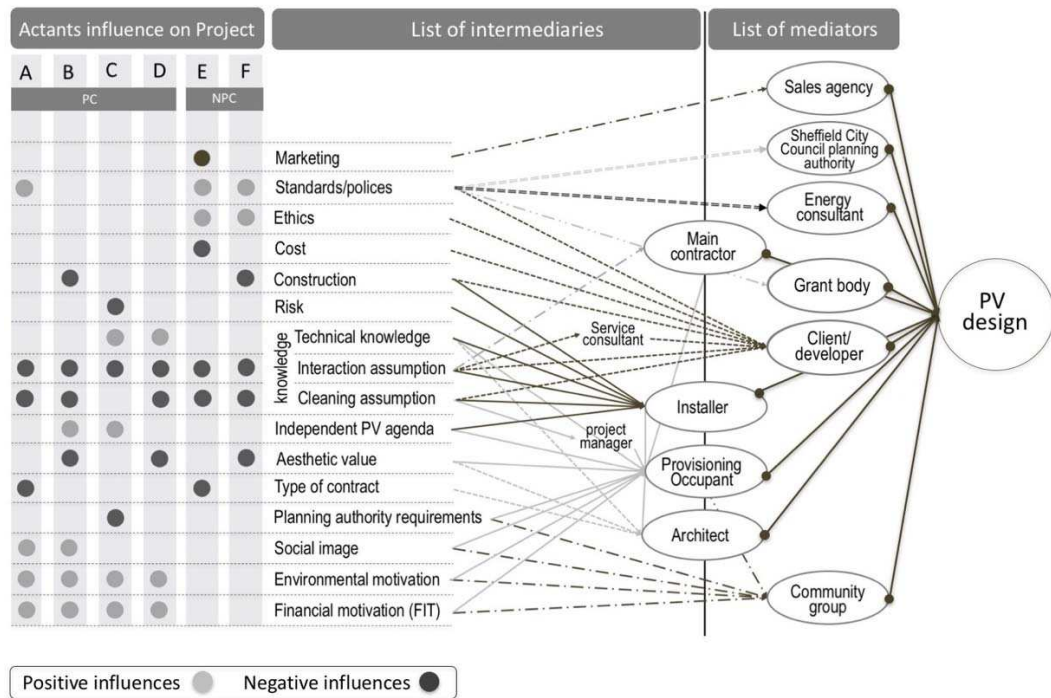 Actants influence on Project
List of intermediaries
List of mediators
A B C D E F
PC NPC
Marketing
Standards/polices
Ethics
Cost
Construction
Risk
knowledge
Technical knowledge
Interaction assumption
Cleaning assumption
Independent PV agenda
Aesthetic value
Type of contract
Planning authority requirements
Social image
Environmental motivation
Financial motivation (FIT)
Service
consultant
project
manager
Main
contractor
Installer
Provisioning
Occupant
Architect
Sales agency
Sheffield City
Council planning
authority
Energy
consultant
Grant body
Client/
developer
Community
group
PV
design
Positive influences
Negative influences